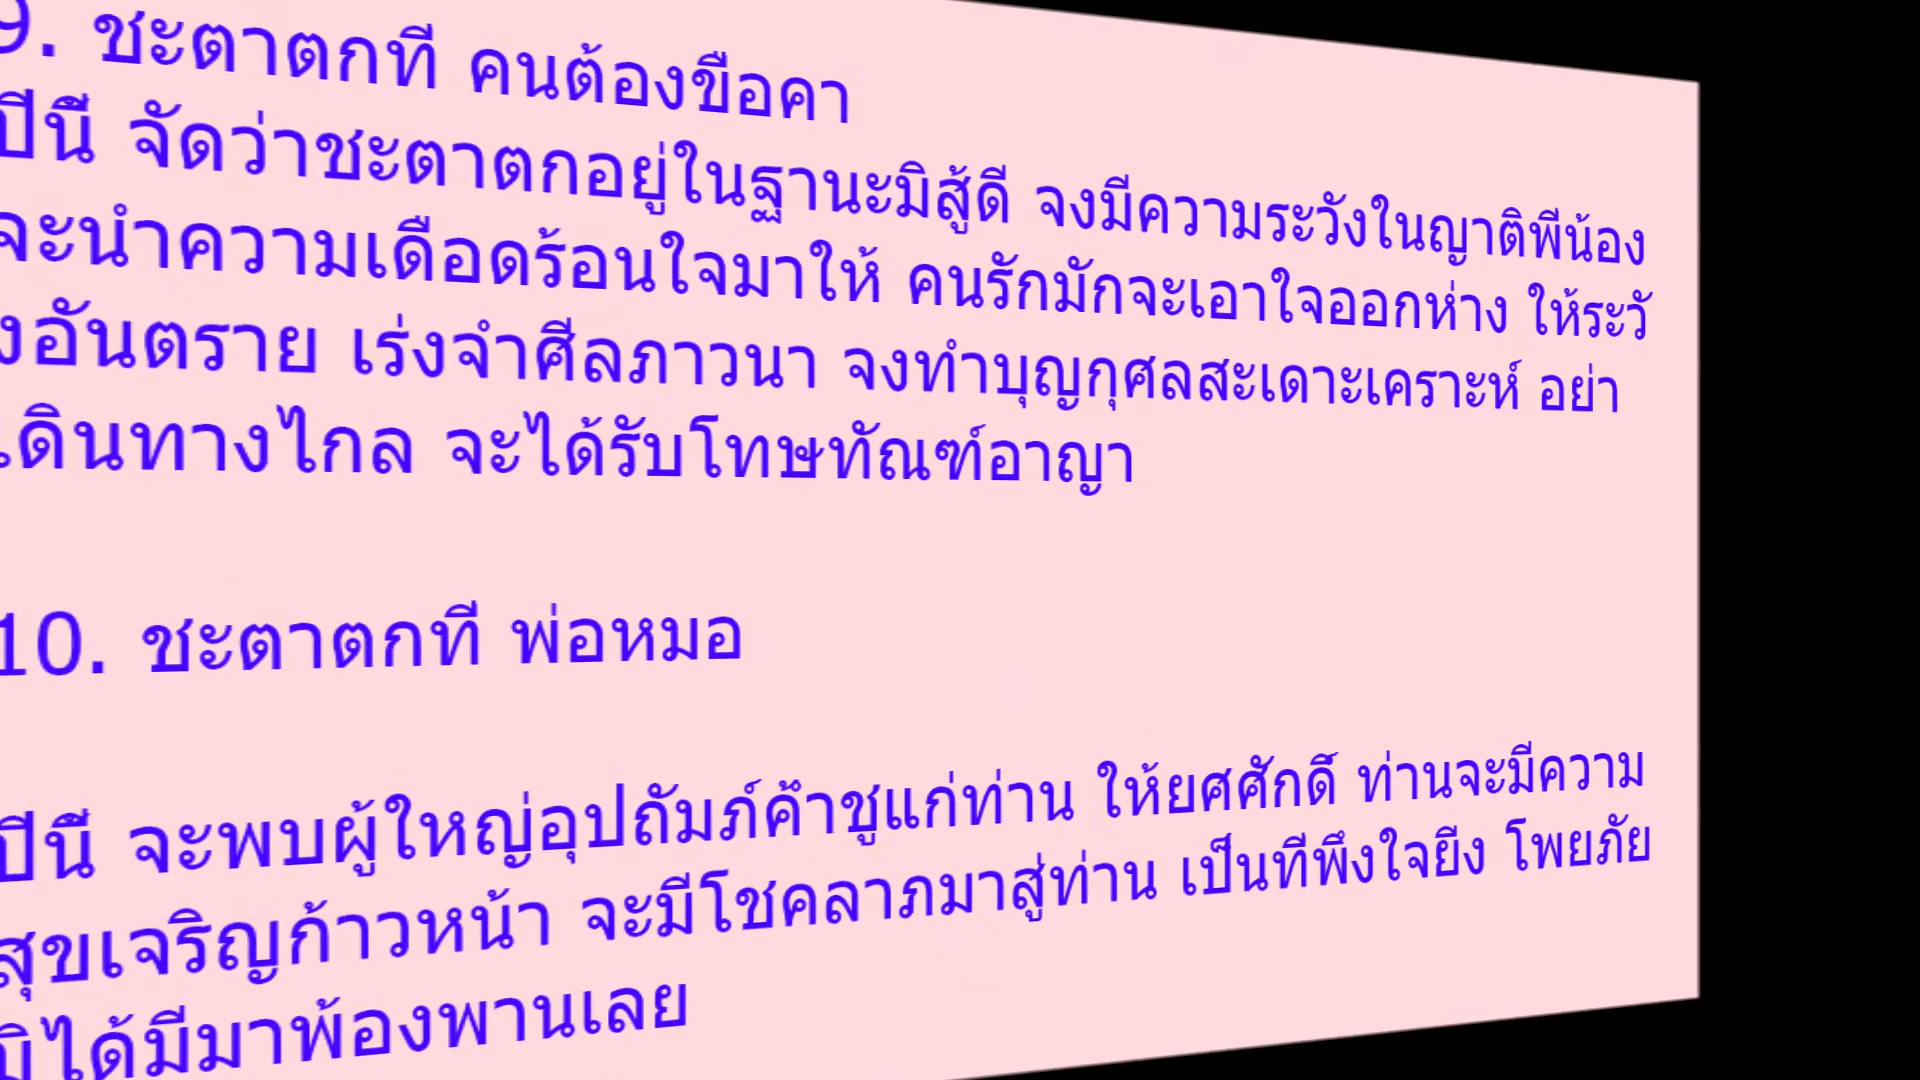 9. ชะตาตกที่ คนต้องขื่อคา
ปีนี้ จัดว่าชะตาตกอยู่ในฐานะมิสู้ดี จงมีความระวังในญาติพี่น้อง
จะนำความเดือดร้อนใจมาให้ คนรักมักจะเอาใจออกห่าง ให้ระวั
งอันตราย เร่งจำศีลภาวนา จงทำบุญกุศลสะเดาะเคราะห์ อย่า
เดินทางไกล จะได้รับโทษทัณฑ์อาญา
10. ชะตาตกที่ พ่อหมอ
ปีนี้ จะพบผู้ใหญ่อุปถัมภ์ค้ำชูแก่ท่าน ให้ยศศักดิ์ ท่านจะมีความ
สุขเจริญก้าวหน้า จะมีโชคลาภมาสู่ท่าน เป็นที่พึงใจยิ่ง โพยภัย
มิได้มีมาพ้องพานเลย